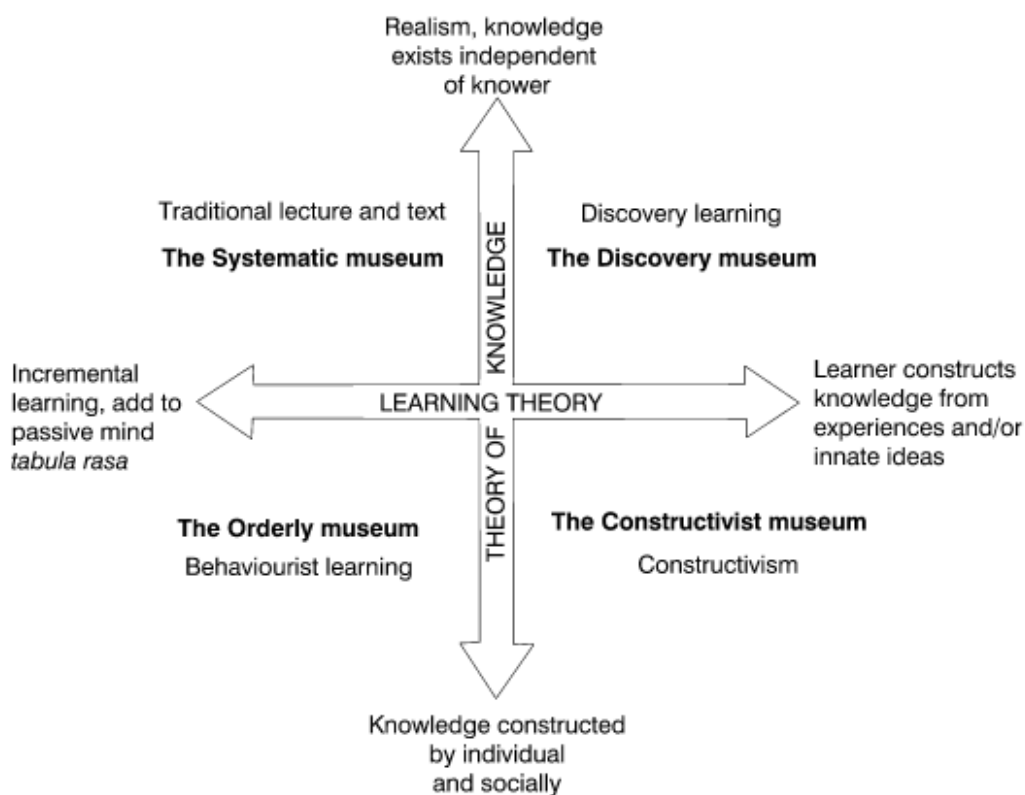 Realism, knowledge
exists independent
of knower
Traditional lecture and text
The Systematic museum
Discovery learning
The Discovery museum
THEORY OF KNOWLEDGE
Incremental
learning, add to
passive mind
tabula rasa
LEARNING THEORY
Learner constructs
knowledge from
experiences and/or
innate ideas
The Orderly museum
Behaviourist learning
The Constructivist museum
Constructivism
Knowledge constructed
by individual
and socially